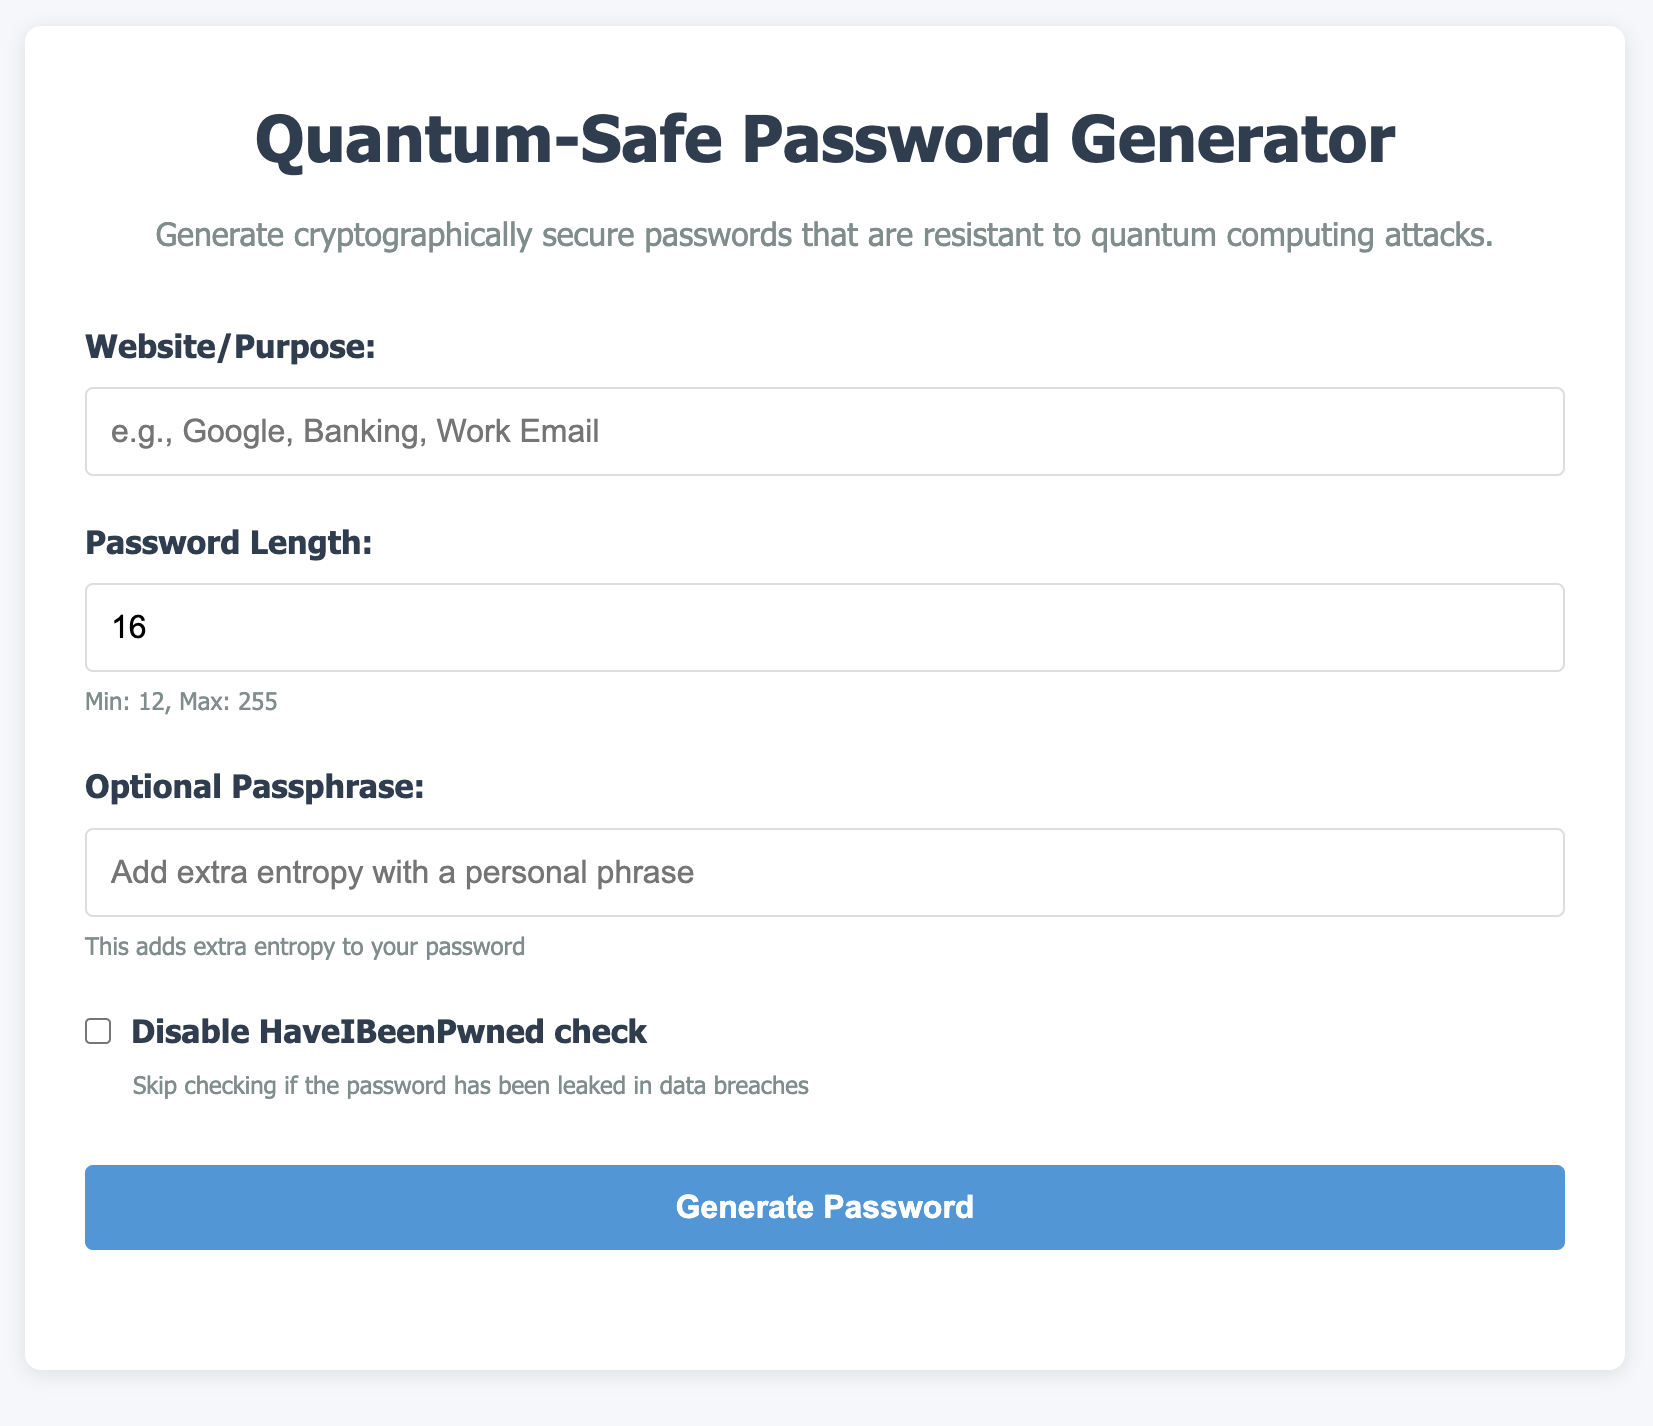 Quantum-Safe Password Generator
Generate cryptographically secure passwords that are resistant to quantum computing attacks.
Website/Purpose:
e.g., Google, Banking, Work Email
Password Length:
16
Min: 12, Max: 255
Optional Passphrase:
Add extra entropy with a personal phrase
This adds extra entropy to your password
Disable HaveIBeenPwned check
Skip checking if the password has been leaked in data breaches
Generate Password